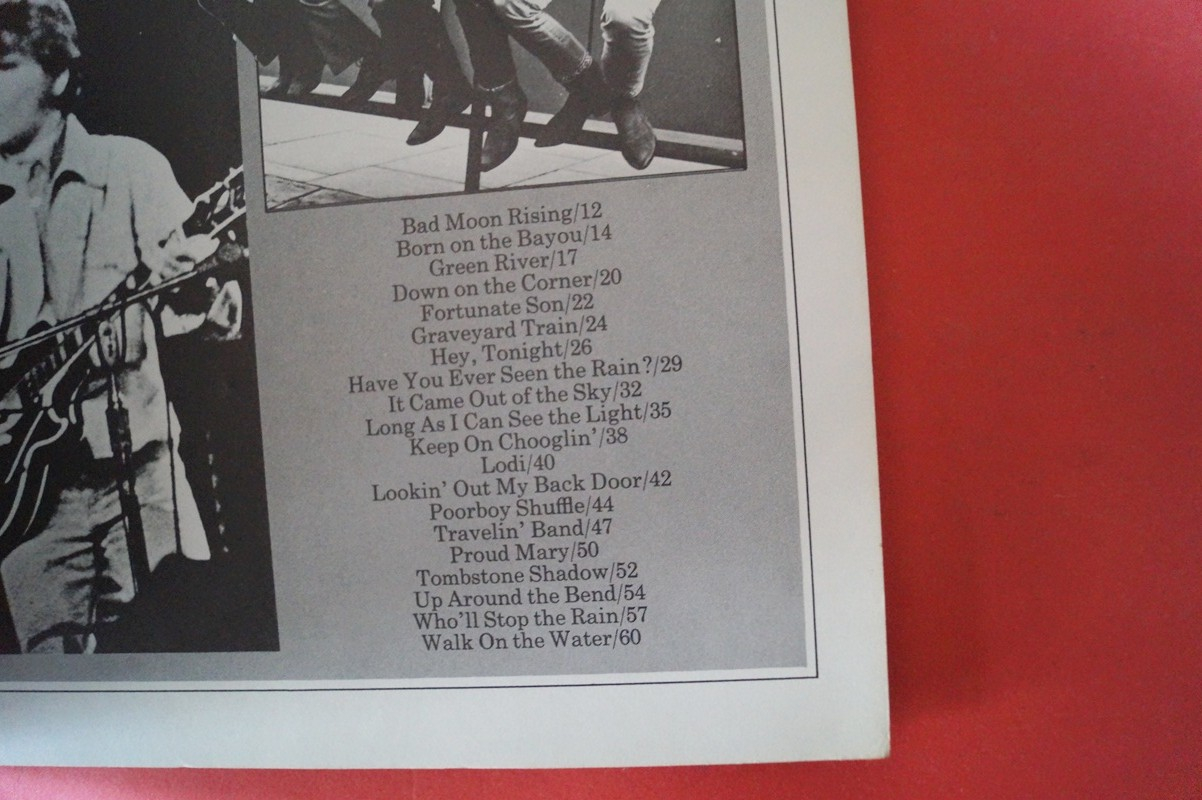 Bad Moon Rising/12
Born on the Bayou/14
Green River/17
Down on the Corner/20
Fortunate Son/22
Graveyard Train/24
Hey, Tonight/26
Have You Ever Seen the Rain?/29
It Came Out of the Sky/32
Long As I Can See the Light/35
Keep On Chooglin'/38
Lodi/40
Lookin' Out My Back Door/42
Poorboy Shuffle/44
Travelin' Band/47
Proud Mary/50
Tombstone Shadow/52
Up Around the Bend/54
Who'll Stop the Rain/57
Walk On the Water/60